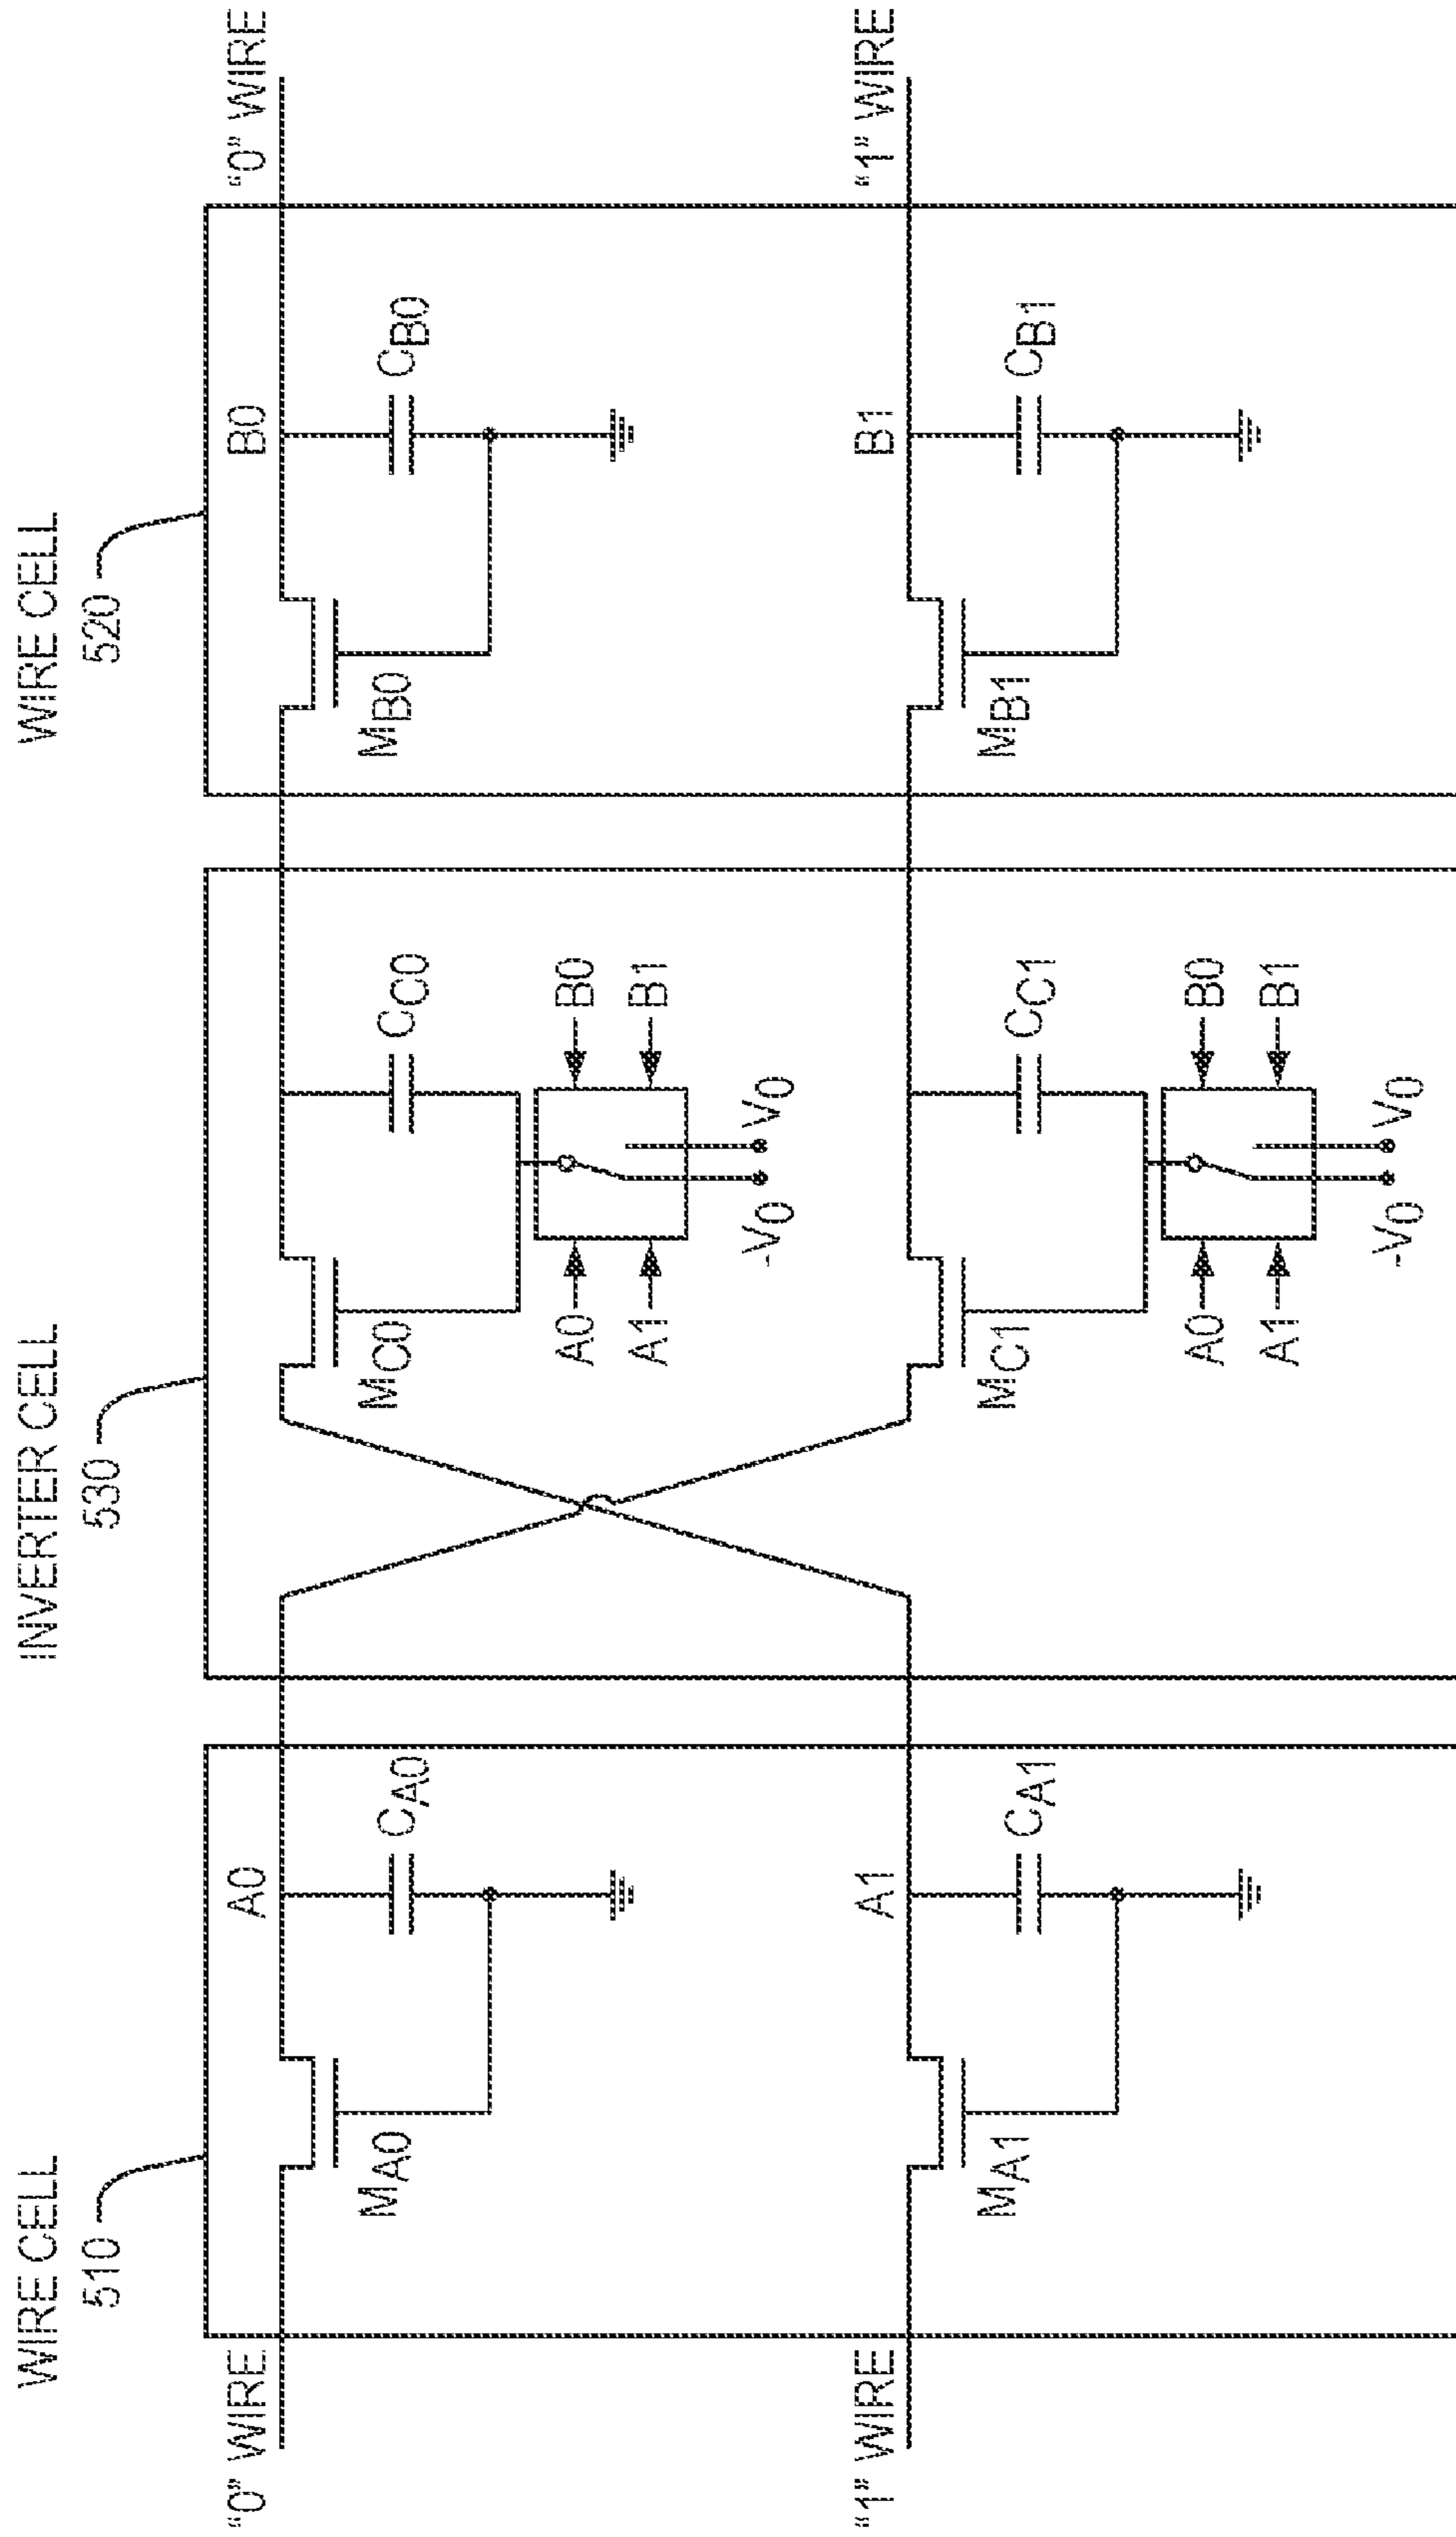 WIRE CELL
510
INVERTER CELL
530
WIRE CELL
520
"0" WIRE
A0
B0
"0" WIRE
MA0
CA0
MC0
CC0
MB0
CB0
A0
B0
A1
B1
-V0
V0
"1" WIRE
A1
B1
"1" WIRE
MA1
CA1
MC1
CC1
MB1
CB1
A0
B0
A1
B1
-V0
V0